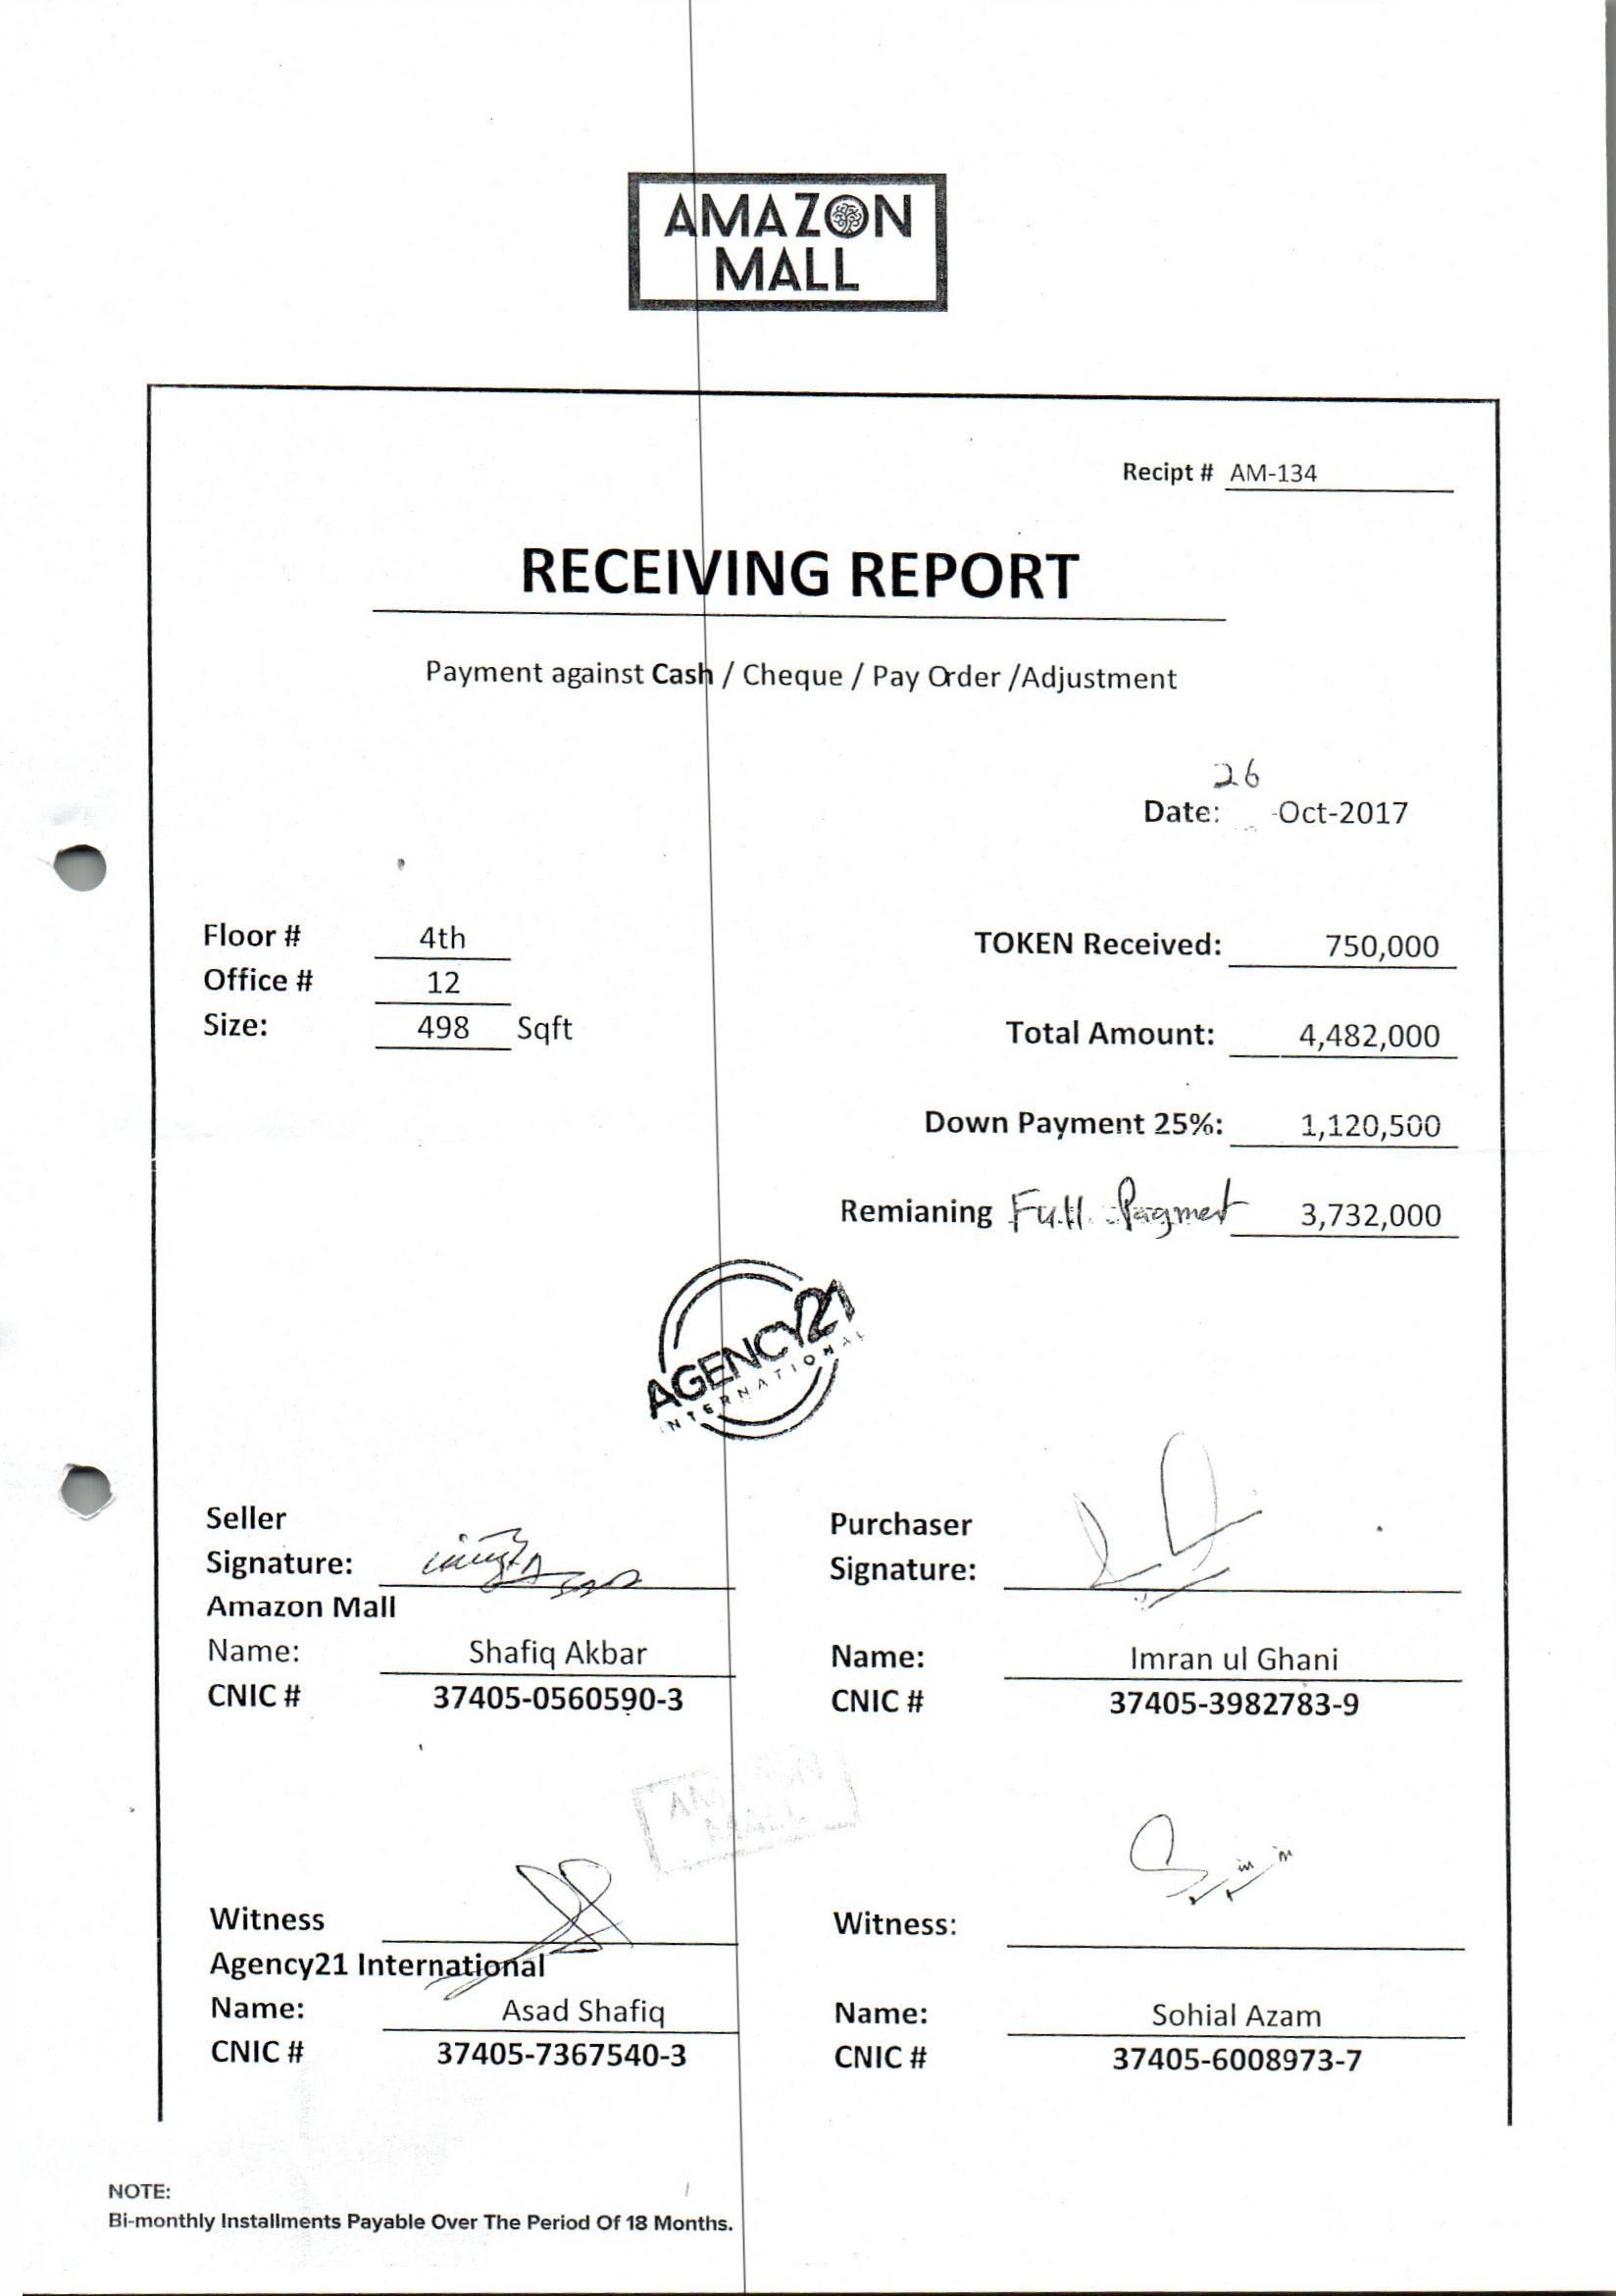 AMAZON
MALL
Recipt # AM-134
RECEIVING REPORT
Payment against Cash / Cheque / Pay Order /Adjustment
26
Date: -Oct-2017
Floor # 4th
Office # 12
Size: 498 Sqft
TOKEN Received: 750,000
Total Amount: 4,482,000
Down Payment 25%: 1,120,500
Remianing Full Payment 3,732,000
AGENCY21
INTERNATIONAL
Seller
Signature:
Amazon Mall
Name: Shafiq Akbar
CNIC # 37405-0560590-3
Purchaser
Signature:
Name: Imran ul Ghani
CNIC # 37405-3982783-9
AMAZON
MALL
Witness
Agency21 International
Name: Asad Shafiq
CNIC # 37405-7367540-3
Witness:
Name: Sohial Azam
CNIC # 37405-6008973-7
NOTE:
Bi-monthly Installments Payable Over The Period Of 18 Months.